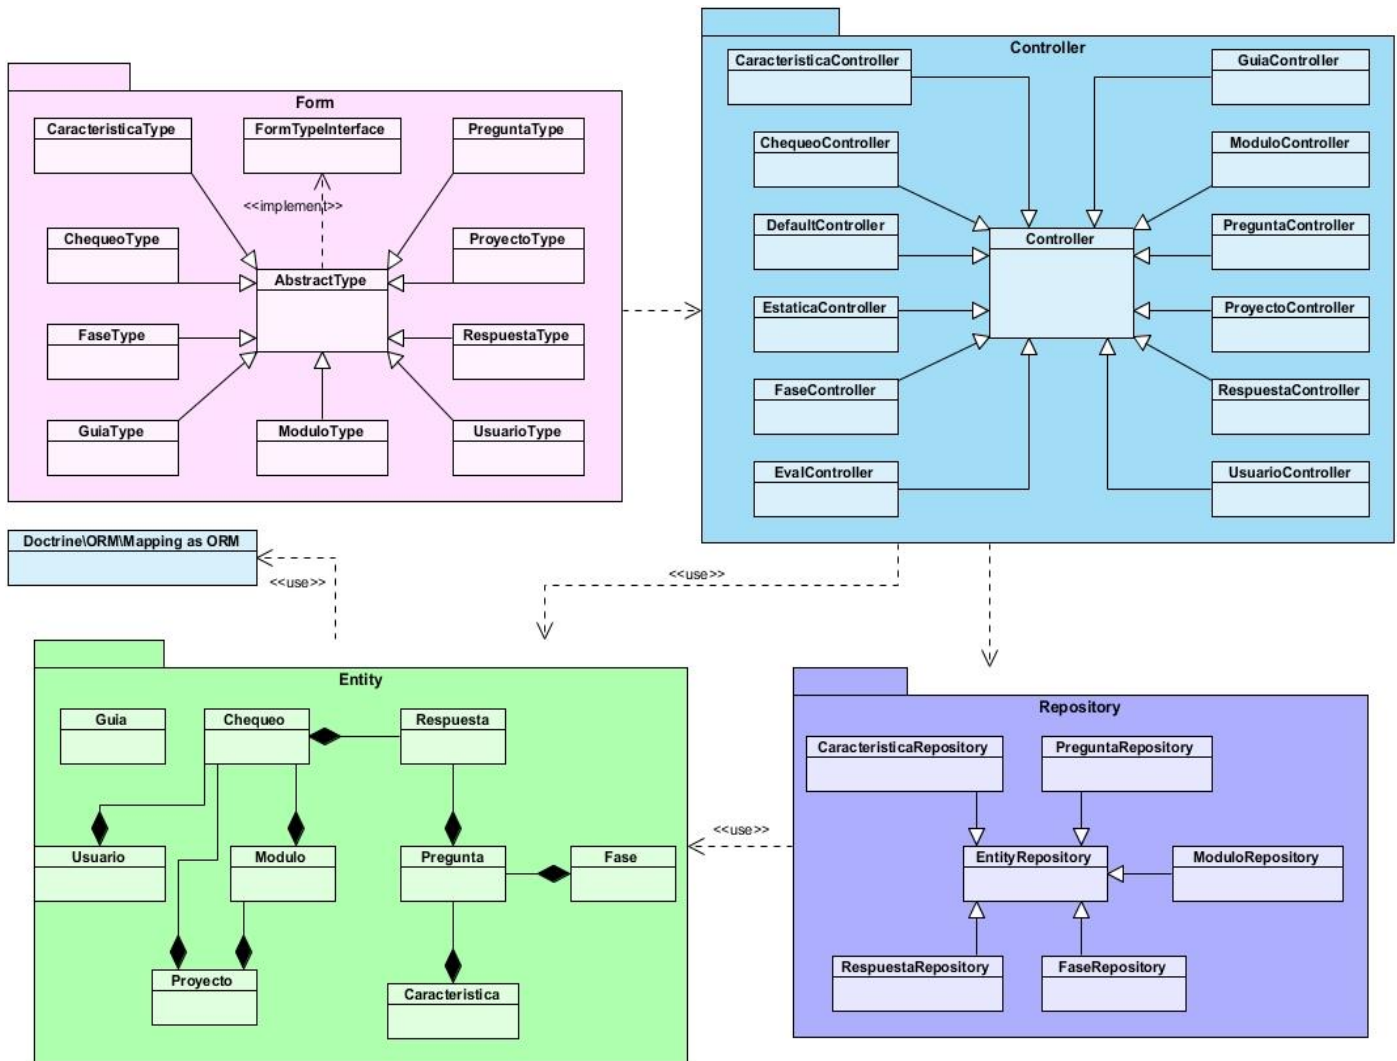 Form
CaracteristicaType
FormTypeInterface
PreguntaType
<<implement>>
ChequeoType
ProyectoType
AbstractType
FaseType
RespuestaType
GuiaType
ModuloType
UsuarioType
Controller
CaracteristicaController
GuiaController
ChequeoController
ModuloController
DefaultController
Controller
PreguntaController
EstaticaController
ProyectoController
FaseController
RespuestaController
EvalController
UsuarioController
Doctrine\ORM\Mapping as ORM
<<use>>
<<use>>
Entity
Guia
Chequeo
Respuesta
Usuario
Modulo
Pregunta
Fase
Proyecto
Caracteristica
<<use>>
Repository
CaracteristicaRepository
PreguntaRepository
EntityRepository
ModuloRepository
RespuestaRepository
FaseRepository